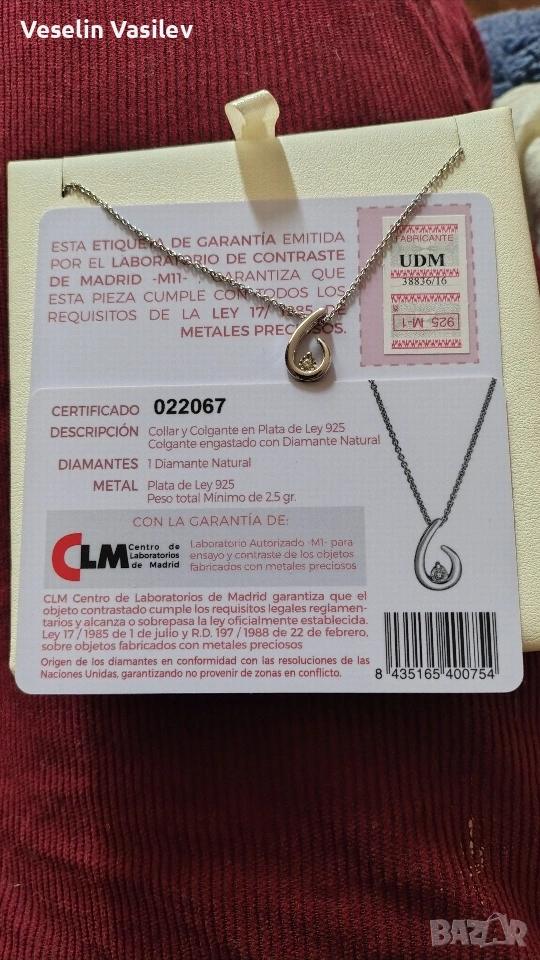 Veselin Vasilev
ESTA ETIQUETA DE GARANTÍA EMITIDA
POR EL LABORATORIO DE CONTRASTE
DE MADRID -M11- , GARANTIZA QUE
ESTA PIEZA CUMPLE CON TODOS LOS
REQUISITOS DE LA LEY 17/ 1985 DE
METALES PRECIOSOS.
FABRICANTE
UDM
38836/16
925 M-1
CERTIFICADO 022067
DESCRIPCIÓN Collar y Colgante en Plata de Ley 925
Colgante engastado con Diamante Natural
DIAMANTES 1 Diamante Natural
METAL Plata de Ley 925
Peso total Mínimo de 2,5 gr.
CON LA GARANTÍA DE:
CLM Centro de
Laboratorios
de Madrid
Laboratorio Autorizado -M1- para
ensayo y contraste de los objetos
fabricados con metales preciosos
CLM Centro de Laboratorios de Madrid garantiza que el
objeto contrastado cumple los requisitos legales reglamen-
tarios y alcanza o sobrepasa la ley oficialmente establecida.
Ley 17 / 1985 de 1 de julio y R.D. 197 / 1988 de 22 de febrero,
sobre objetos fabricados con metales preciosos
Origen de los diamantes en conformidad con las resoluciones de las
Naciones Unidas, garantizando no provenir de zonas en conflicto.
8 435165 400754
BAZAR